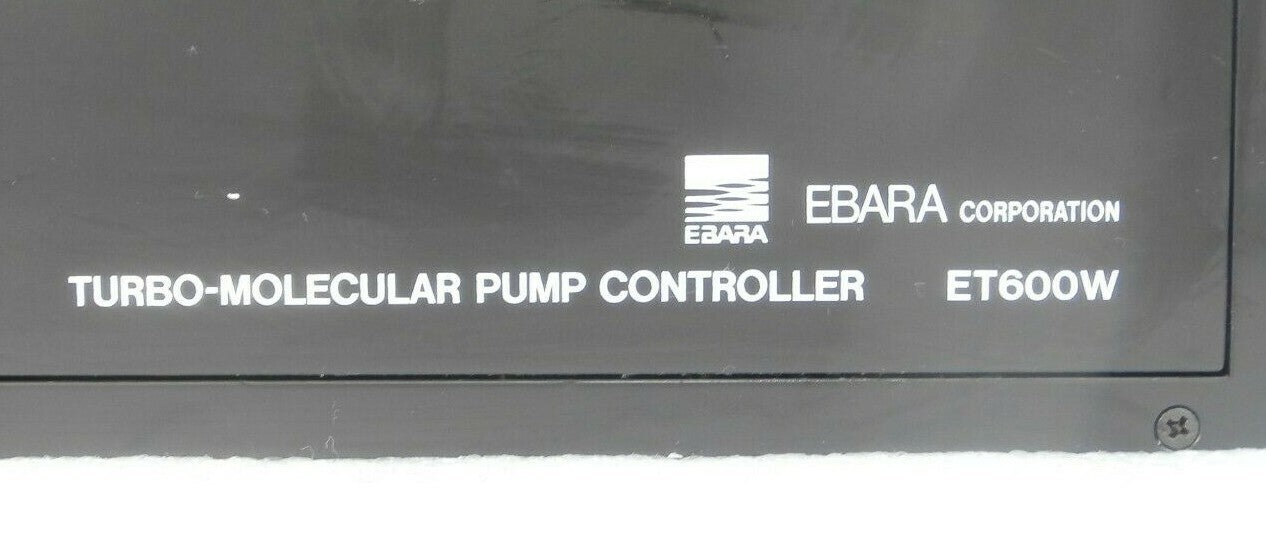 EBARA
EBARA CORPORATION
TURBO-MOLECULAR PUMP CONTROLLER ET600W